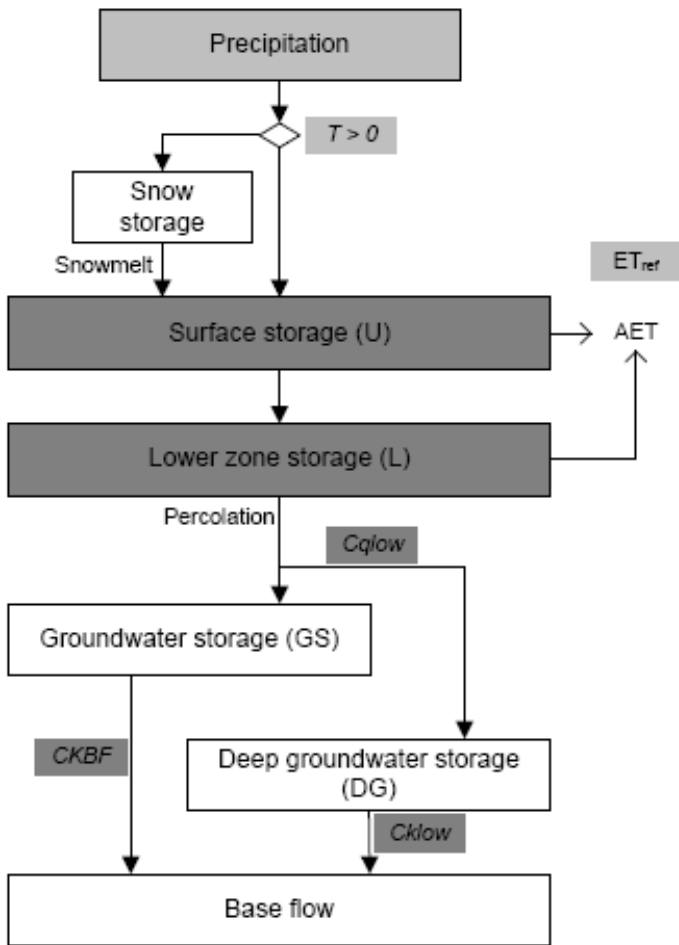 Precipitation
T > 0
Snow
storage
Snowmelt
ETref
Surface storage (U)
AET
Lower zone storage (L)
Percolation
Cqlow
Groundwater storage (GS)
CKBF
Deep groundwater storage
(DG)
Cklow
Base flow